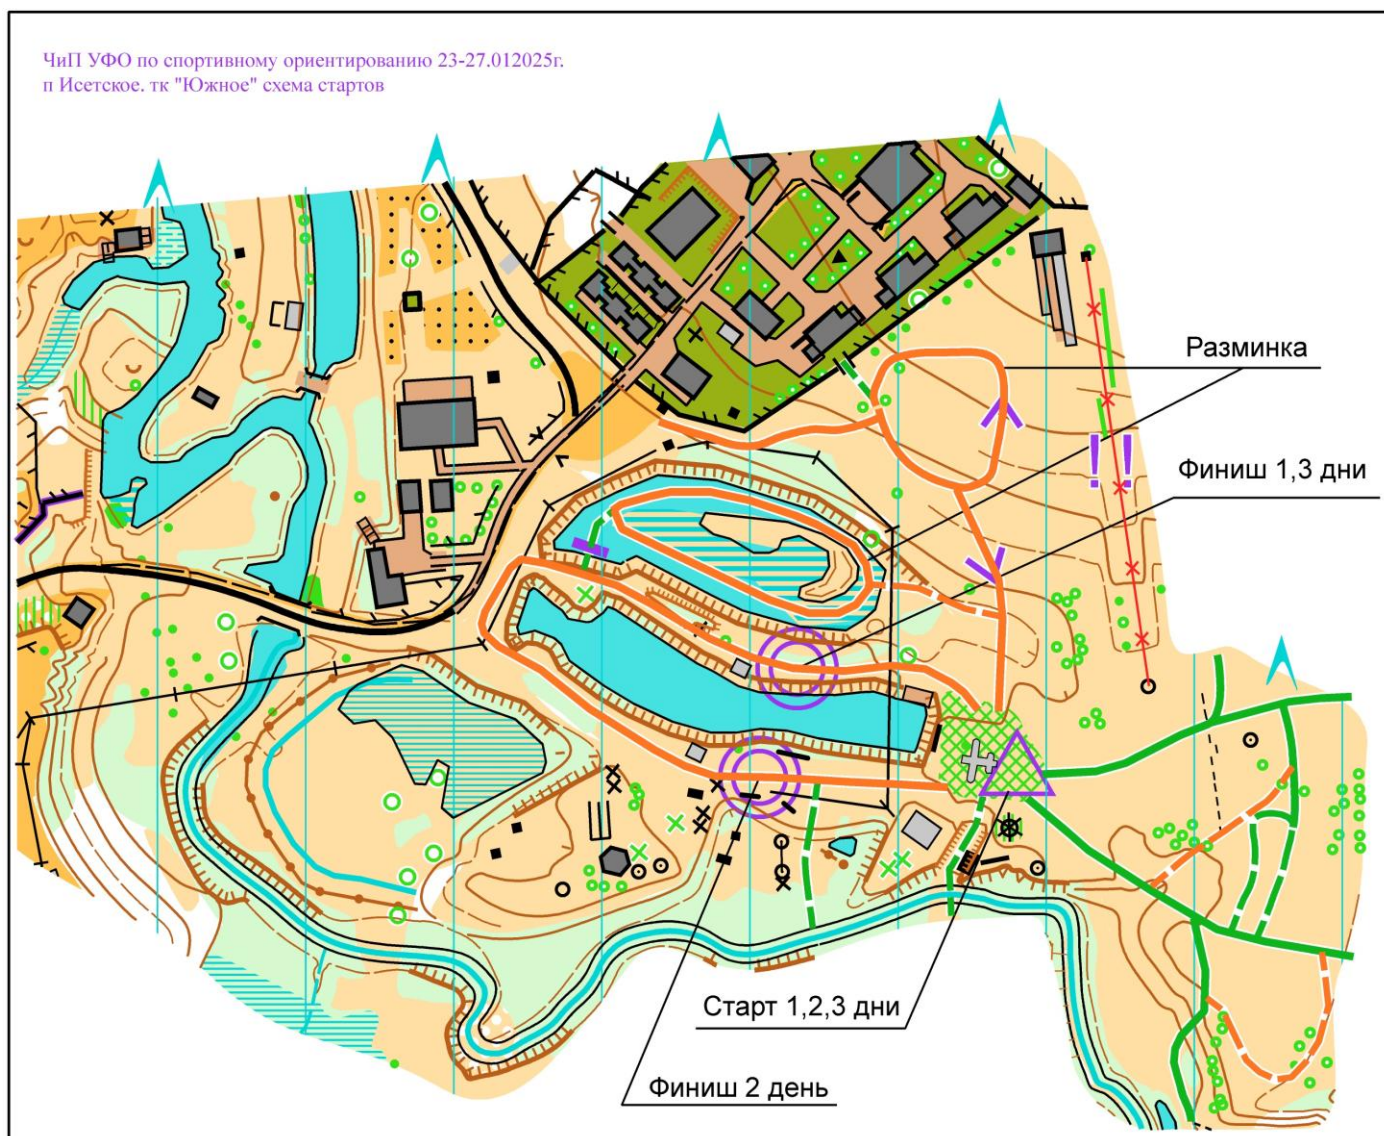 ЧиП УФО по спортивному ориентированию 23-27.012025г.
п Исетское. тк "Южное" схема стартов
Разминка
Финиш 1,3 дни
Старт 1,2,3 дни
Финиш 2 день